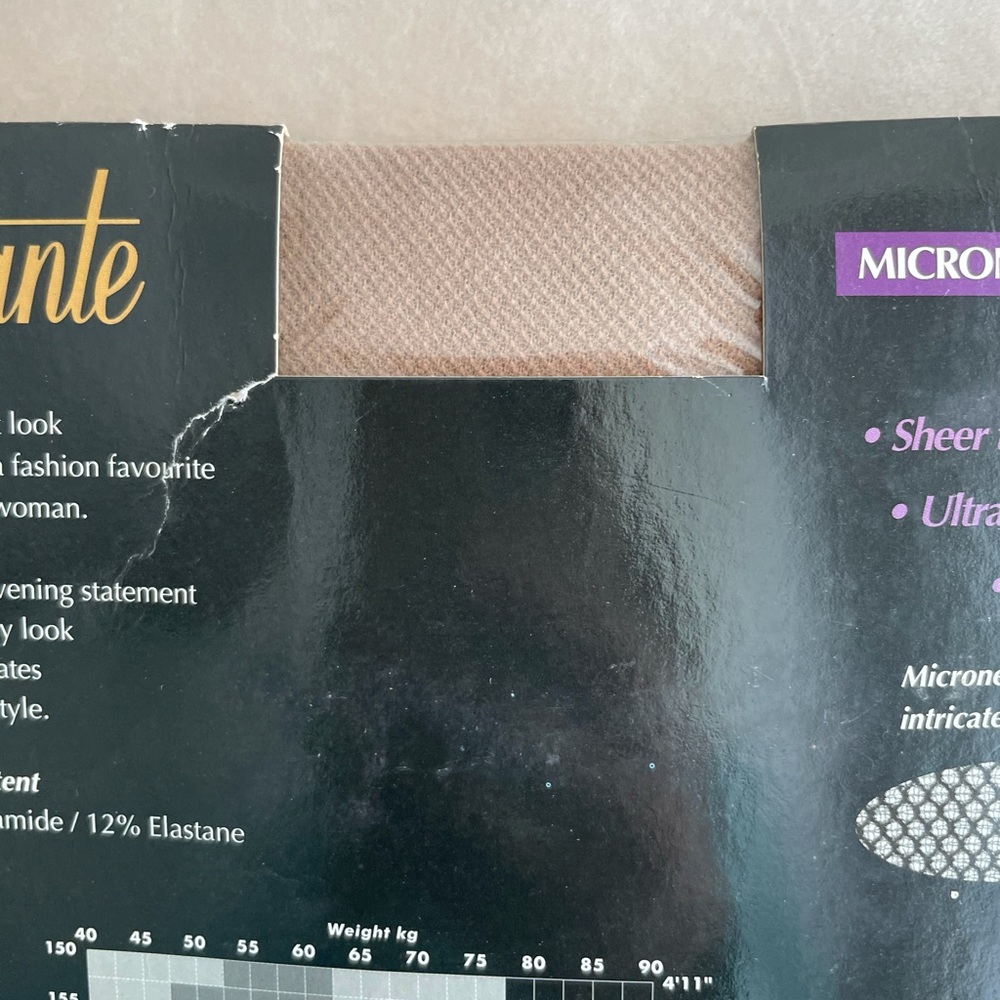 ante
look
fashion favourite
woman.
vening statement
y look
ates
tyle.
tent
amide / 12% Elastane
Weight kg
40 45 50 55 60 65 70 75 80 85 90
150 4'11"
155
MICRON
• Sheer
• Ultra
•
Microne
intricate